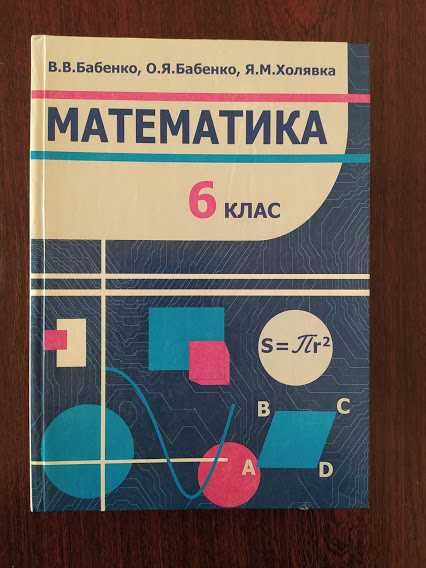 В.В.Бабенко, О.Я.Бабенко, Я.М.Холявка
МАТЕМАТИКА
6 КЛАС
S=πr²
B C
A D